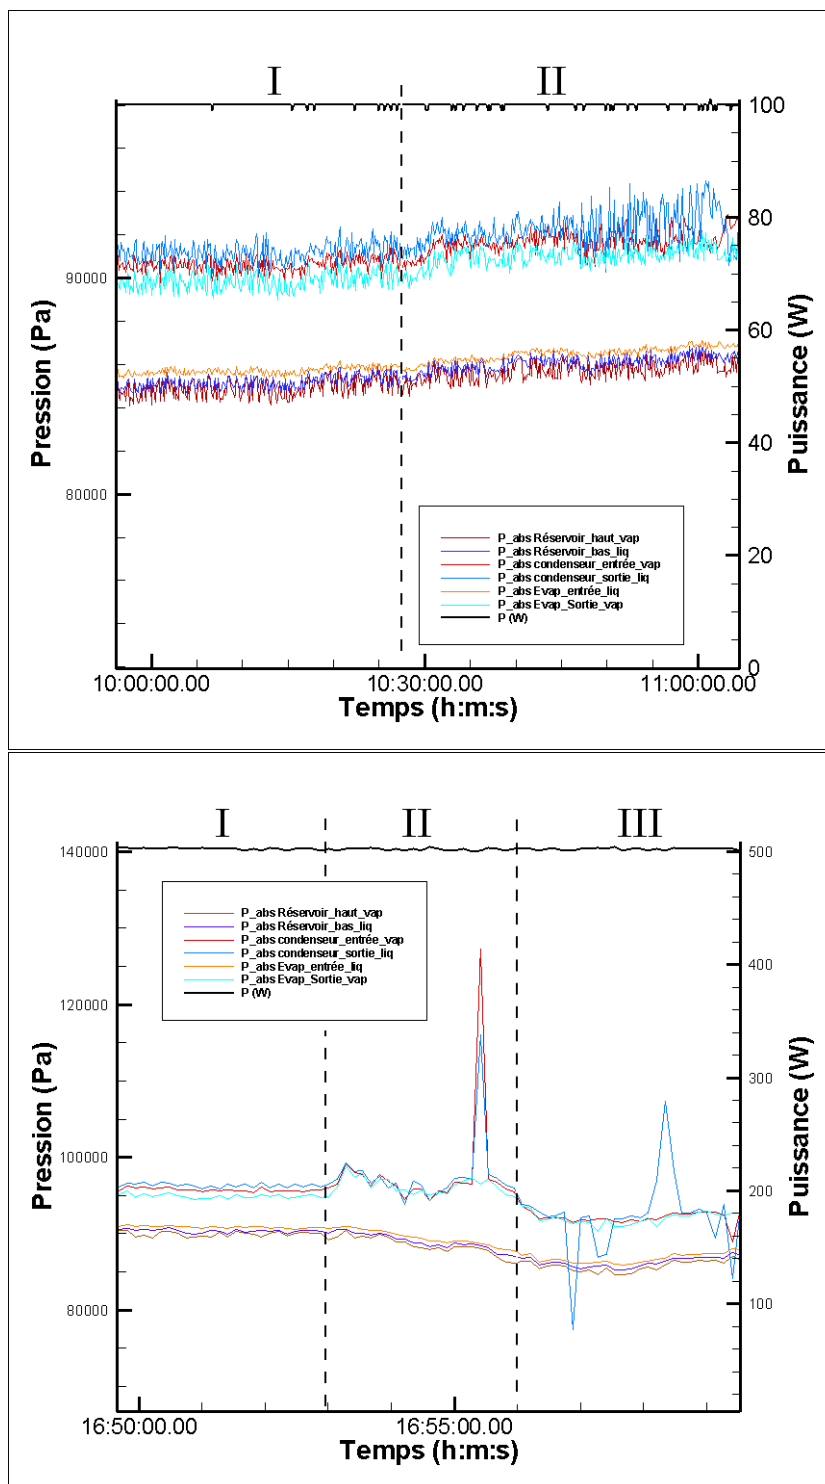 I II
100
80
60
40
20
0
90000
80000
Pression (Pa)
Puissance (W)
P_abs Réservoir_haut_vap
P_abs Réservoir_bas_liq
P_abs condenseur_entrée_vap
P_abs condenseur_sortie_liq
P_abs Evap_entrée_liq
P_abs Evap_Sortie_vap
P (W)
10:00:00.00 10:30:00.00 11:00:00.00
Temps (h:m:s)
I II III
140000
120000
100000
80000
Pression (Pa)
500
400
300
200
100
Puissance (W)
P_abs Réservoir_haut_vap
P_abs Réservoir_bas_liq
P_abs condenseur_entrée_vap
P_abs condenseur_sortie_liq
P_abs Evap_entrée_liq
P_abs Evap_Sortie_vap
P (W)
16:50:00.00 16:55:00.00
Temps (h:m:s)